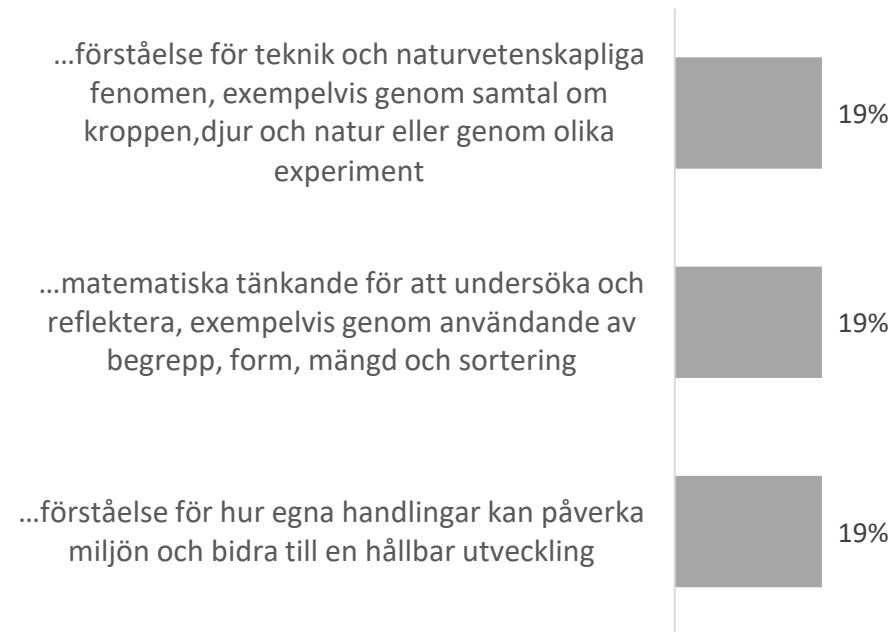 …förståelse för teknik och naturvetenskapliga
fenomen, exempelvis genom samtal om
kroppen,djur och natur eller genom olika
experiment
19%
…matematiska tänkande för att undersöka och
reflektera, exempelvis genom användande av
begrepp, form, mängd och sortering
19%
…förståelse för hur egna handlingar kan påverka
miljön och bidra till en hållbar utveckling
19%